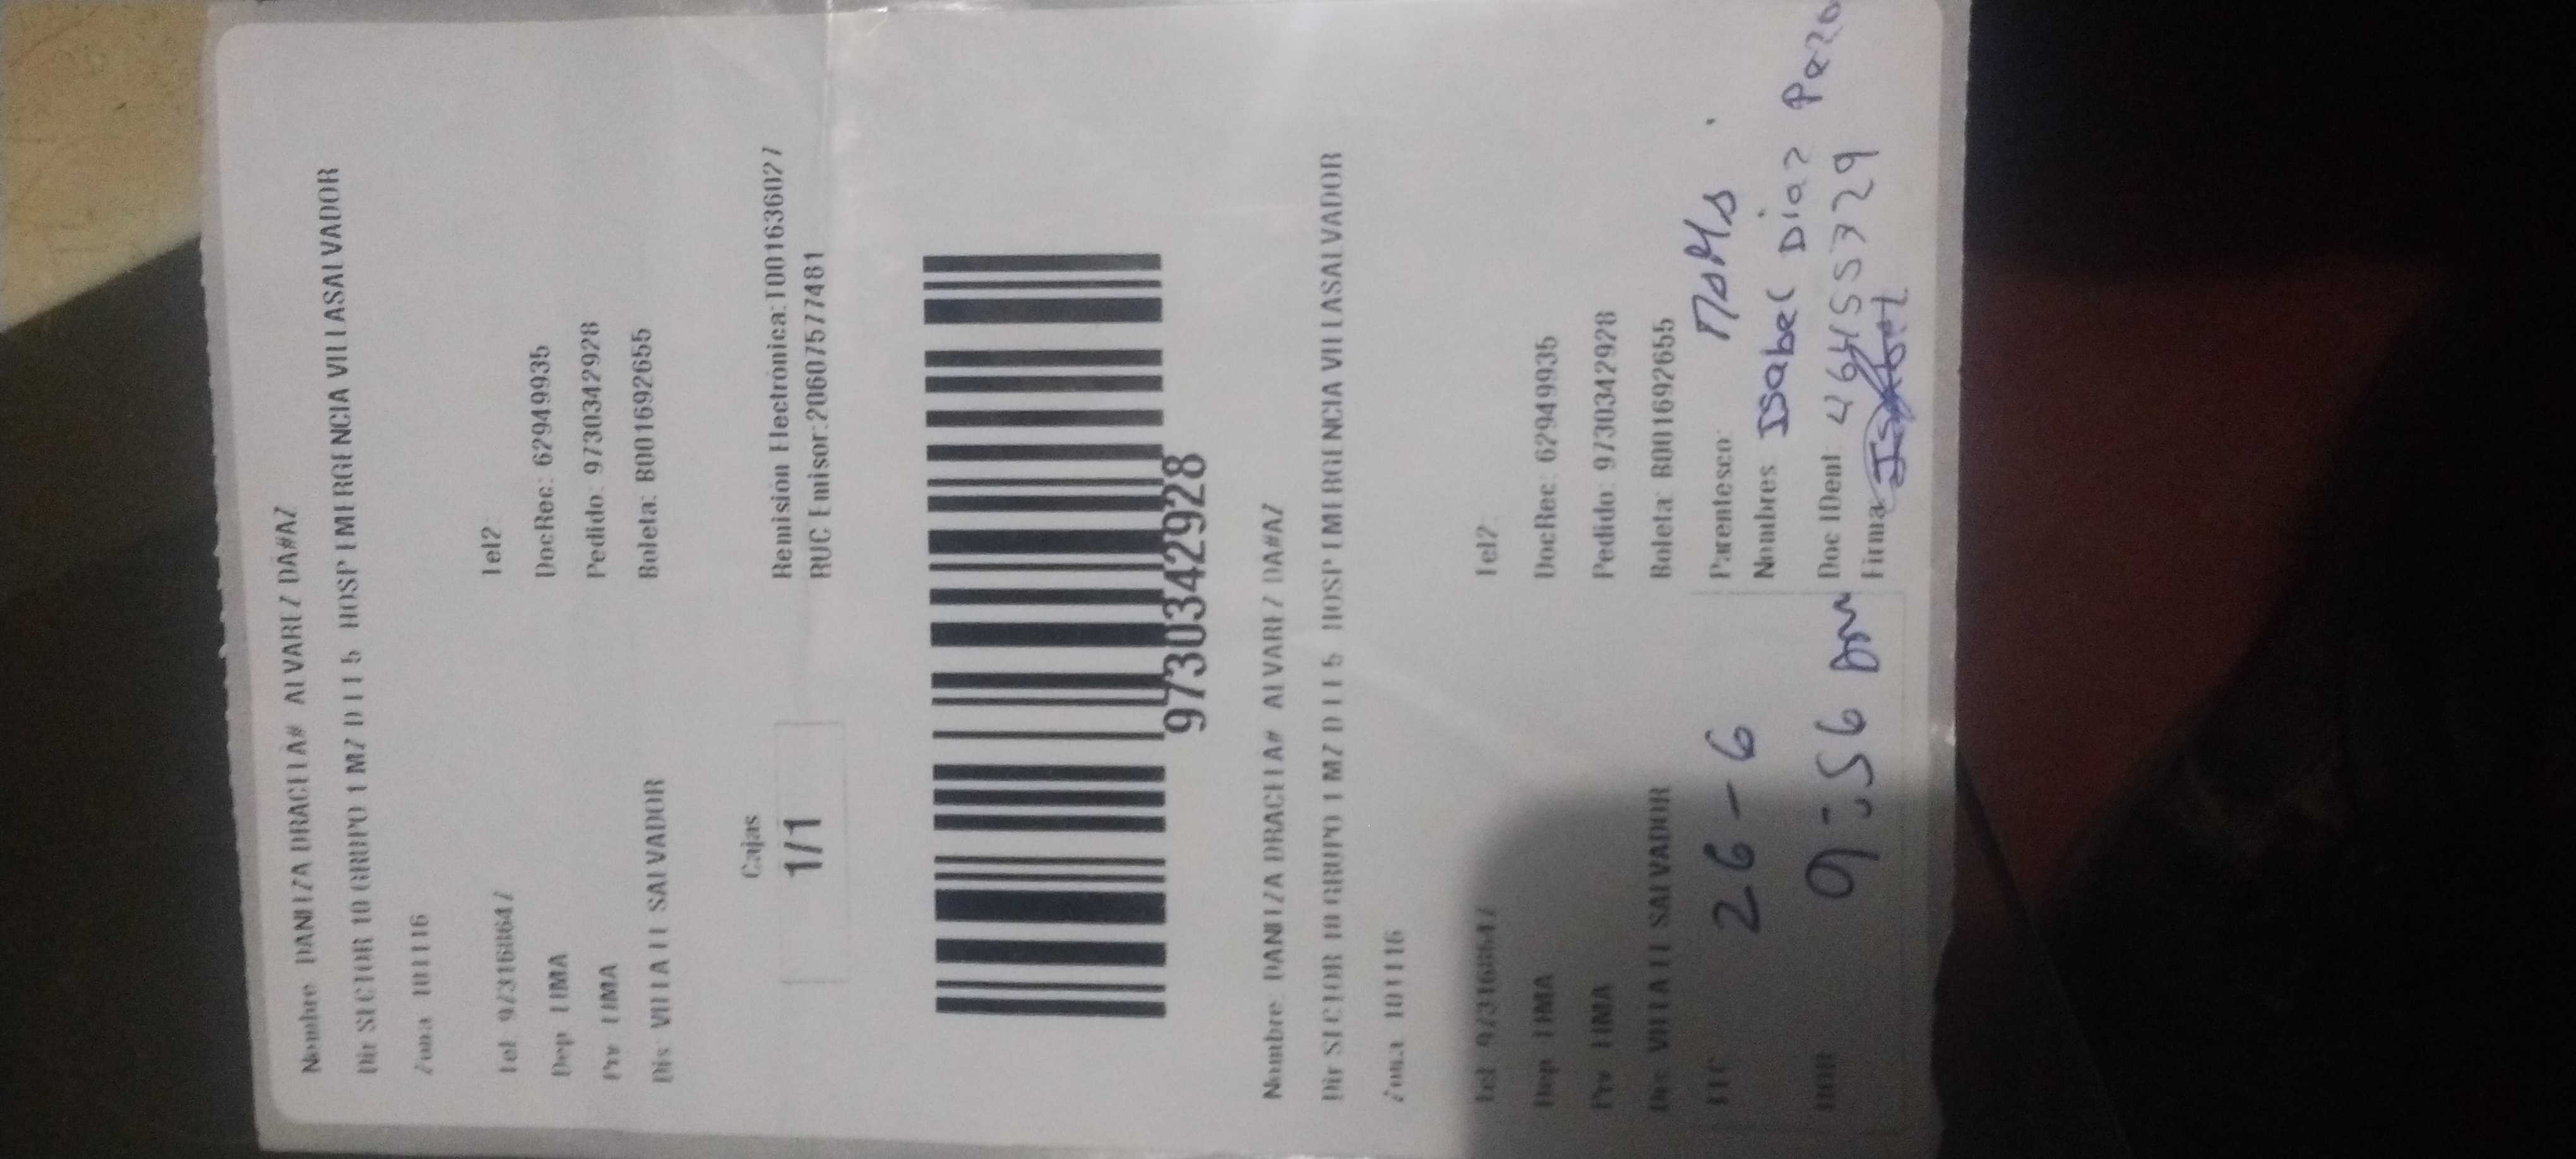 Nombre DANITZA DRACELA# ALVAREZ DA#AZ
Dir SECTOR 10 GRUPO 1 MZ D LT 5 HOSP EMERGENCIA VILLASALVADOR
Zona 101116
Tel 973168647
Tel2:
Dep LIMA
DocRec: 62949935
Prv LIMA
Pedido: 9730342928
Dis VILLA EL SALVADOR
Boleta: B001692655
Cajas
1/1
Remisión Electrónica:T001636027
RUC Emisor:20607577481
9730342928
Nombre DANITZA DRACELA# ALVAREZ DA#AZ
Dir SECTOR 10 GRUPO 1 MZ D LT 5 HOSP EMERGENCIA VILLASALVADOR
Zona 101116
Tel 973168647
Tel2:
Dep LIMA
DocRec: 62949935
Prv LIMA
Pedido: 9730342928
Dis VILLA EL SALVADOR
Boleta: B001692655
26-6
Parentesco:
Nombres Isabel Diaz
HOR 9:56 am
Doc IDent:
Firma